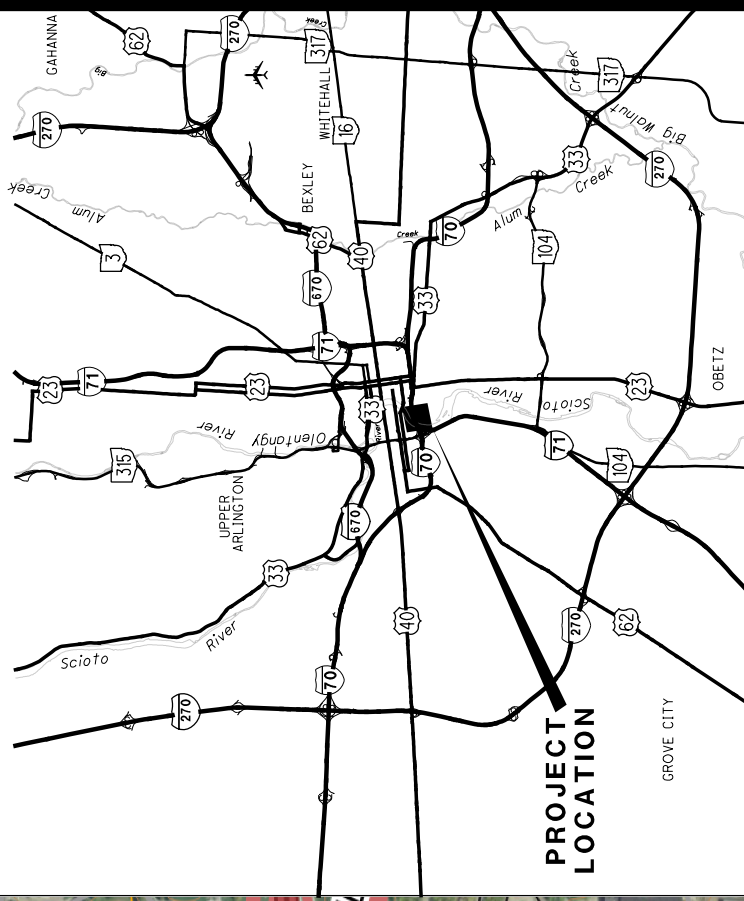 23
270
Creek
GAHANNA
71
Scioto
Alum
Big
3
315
62
270
River
River
UPPER
ARLINGTON
33
23
270
Olentangy
BEXLEY
71
670
62
Creek
317
WHITEHALL
70
670
33
River
40
16
40
Creek
70
33
70
River
Alum
PROJECT
LOCATION
270
71
Scioto
104
33
Creek
Creek
62
104
23
317
GROVE CITY
270
Big Walnut
OBETZ